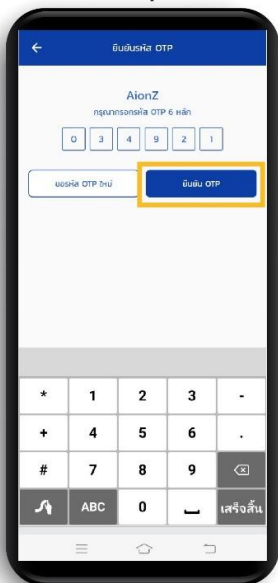 ยืนยันรหัส OTP
AionZ
กรุณากรอกรหัส OTP 6 หลัก
0 3 4 9 2 1
ขอรหัส OTP ใหม่ ยืนยัน OTP
* 1 2 3 -
+ 4 5 6 .
# 7 8 9
ABC 0 เสร็จสิ้น